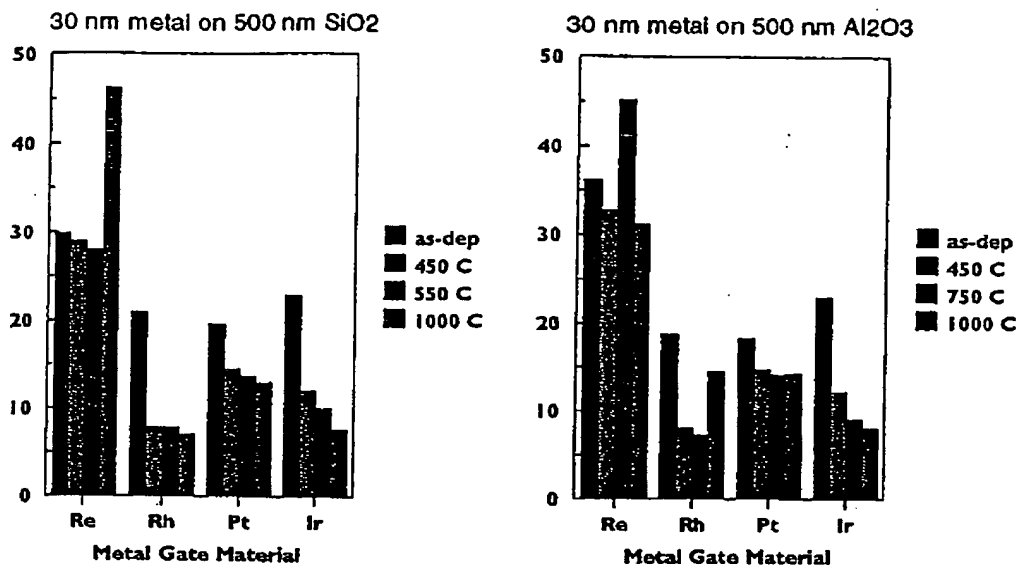 30 nm metal on 500 nm SiO2
50
40
30
20
10
0
Re Rh Pt Ir
Metal Gate Material
as-dep
450 C
550 C
1000 C
30 nm metal on 500 nm Al2O3
50
40
30
20
10
0
Re Rh Pt Ir
Metal Gate Material
as-dep
450 C
750 C
1000 C